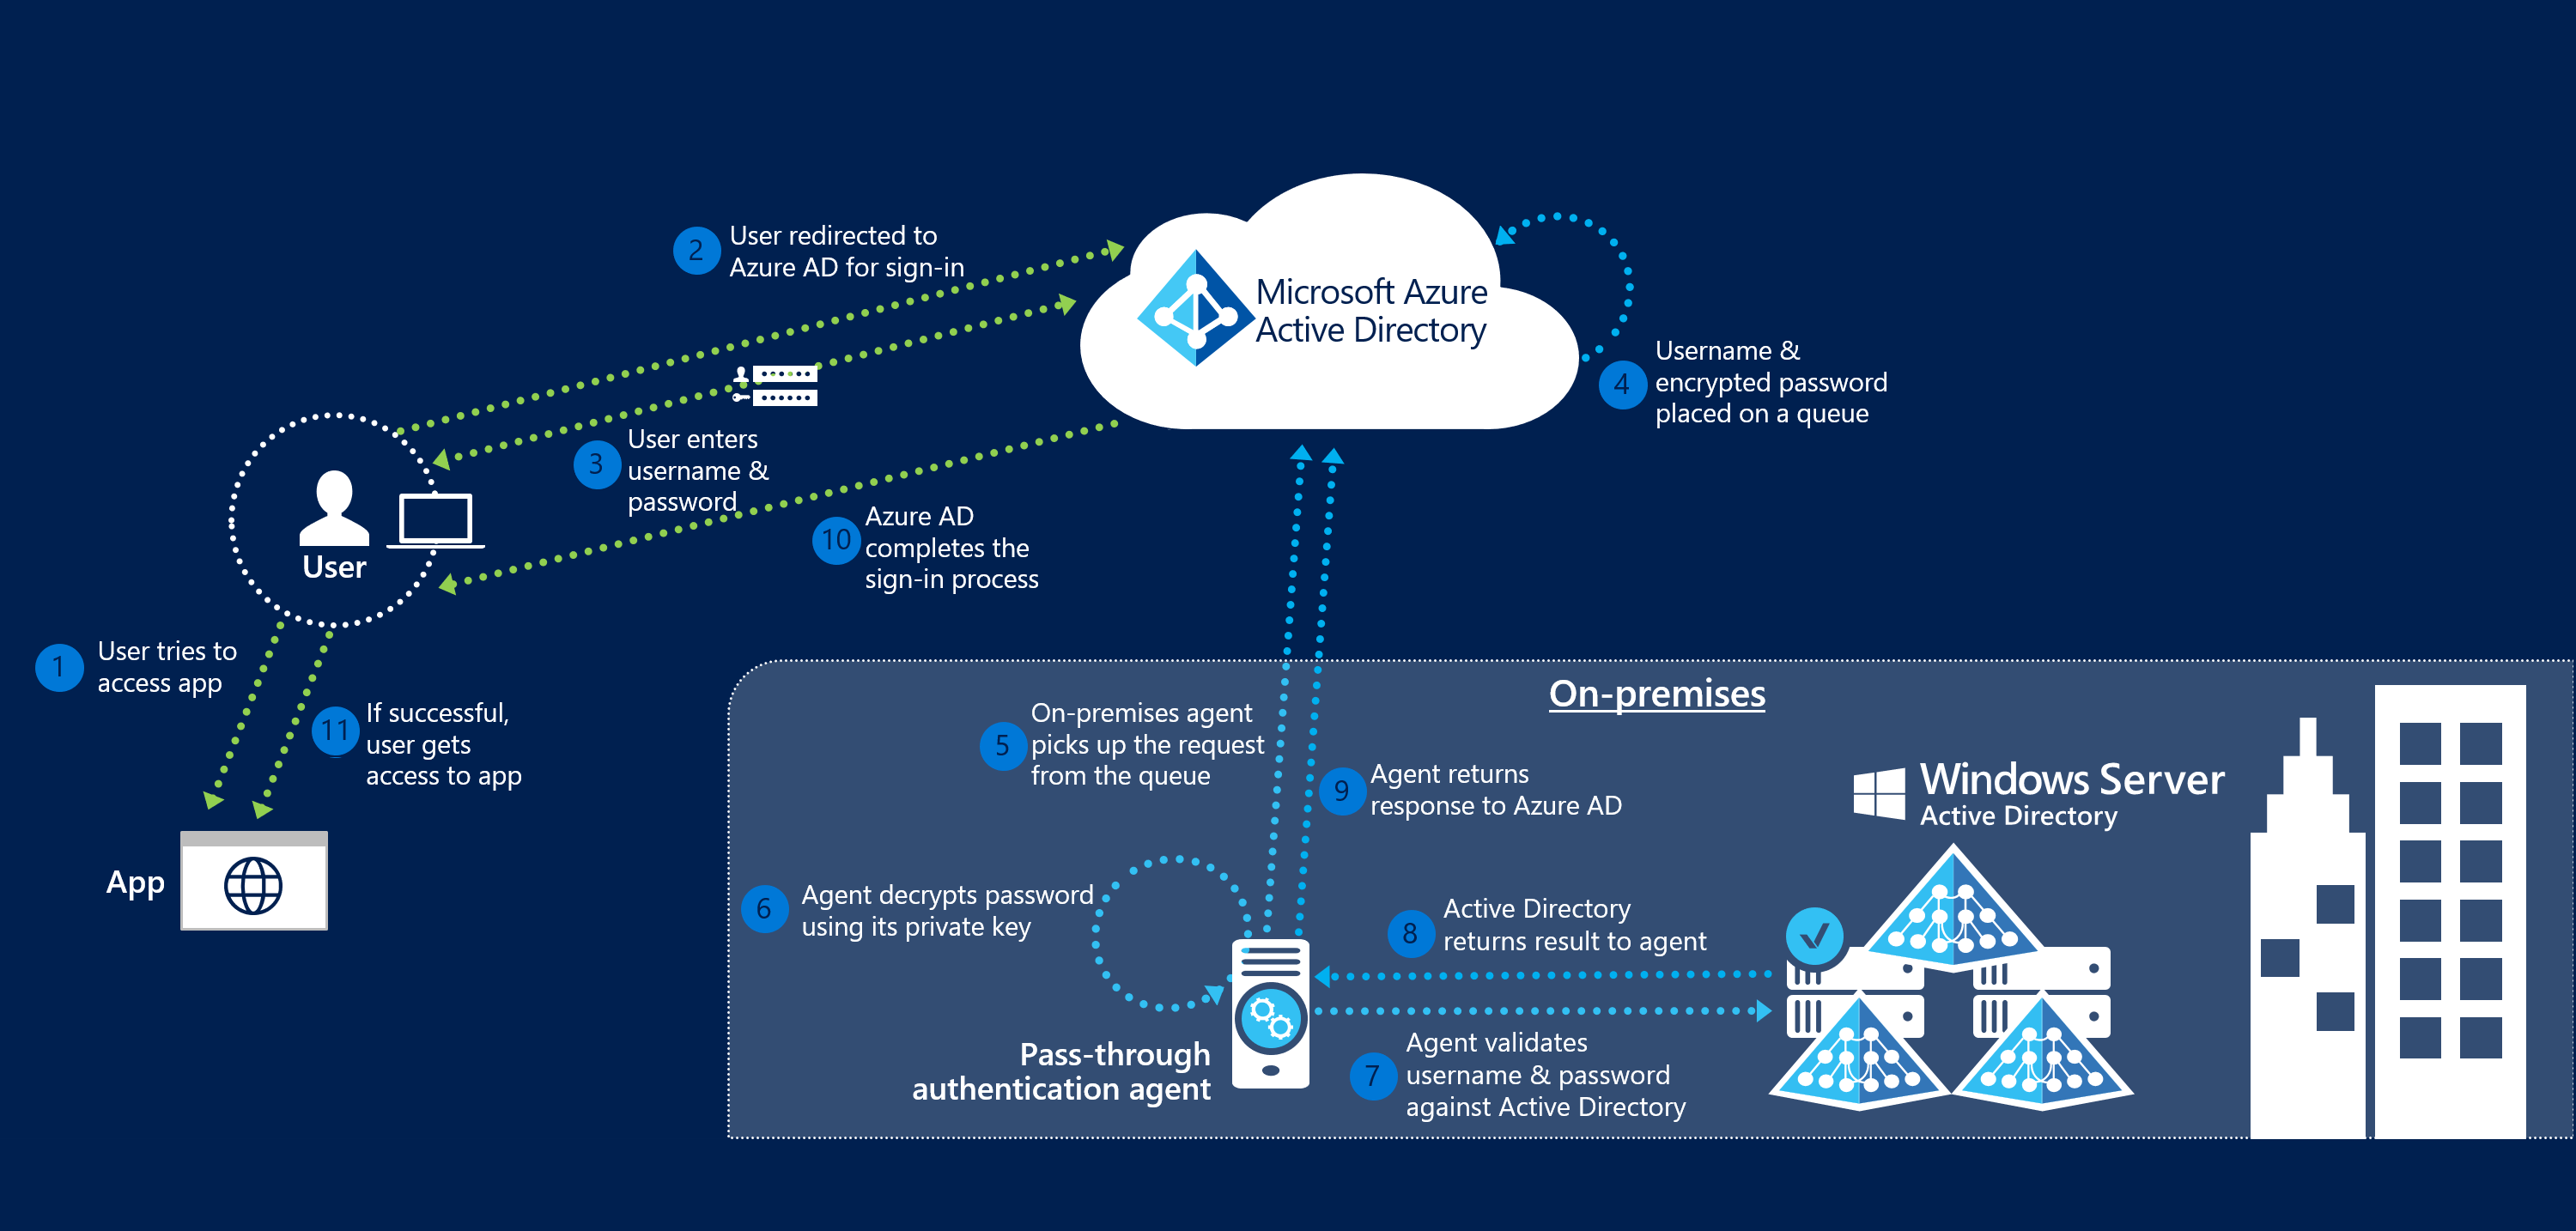 2
User redirected to
Azure AD for sign-in
Microsoft Azure
Active Directory
4
Username &
encrypted password
placed on a queue
3
User enters
username &
password
10
Azure AD
completes the
sign-in process
User
1
User tries to
access app
11
If successful,
user gets
access to app
App
On-premises
5
On-premises agent
picks up the request
from the queue
9
Agent returns
response to Azure AD
Windows Server
Active Directory
6
Agent decrypts password
using its private key
8
Active Directory
returns result to agent
Pass-through
authentication agent
7
Agent validates
username & password
against Active Directory